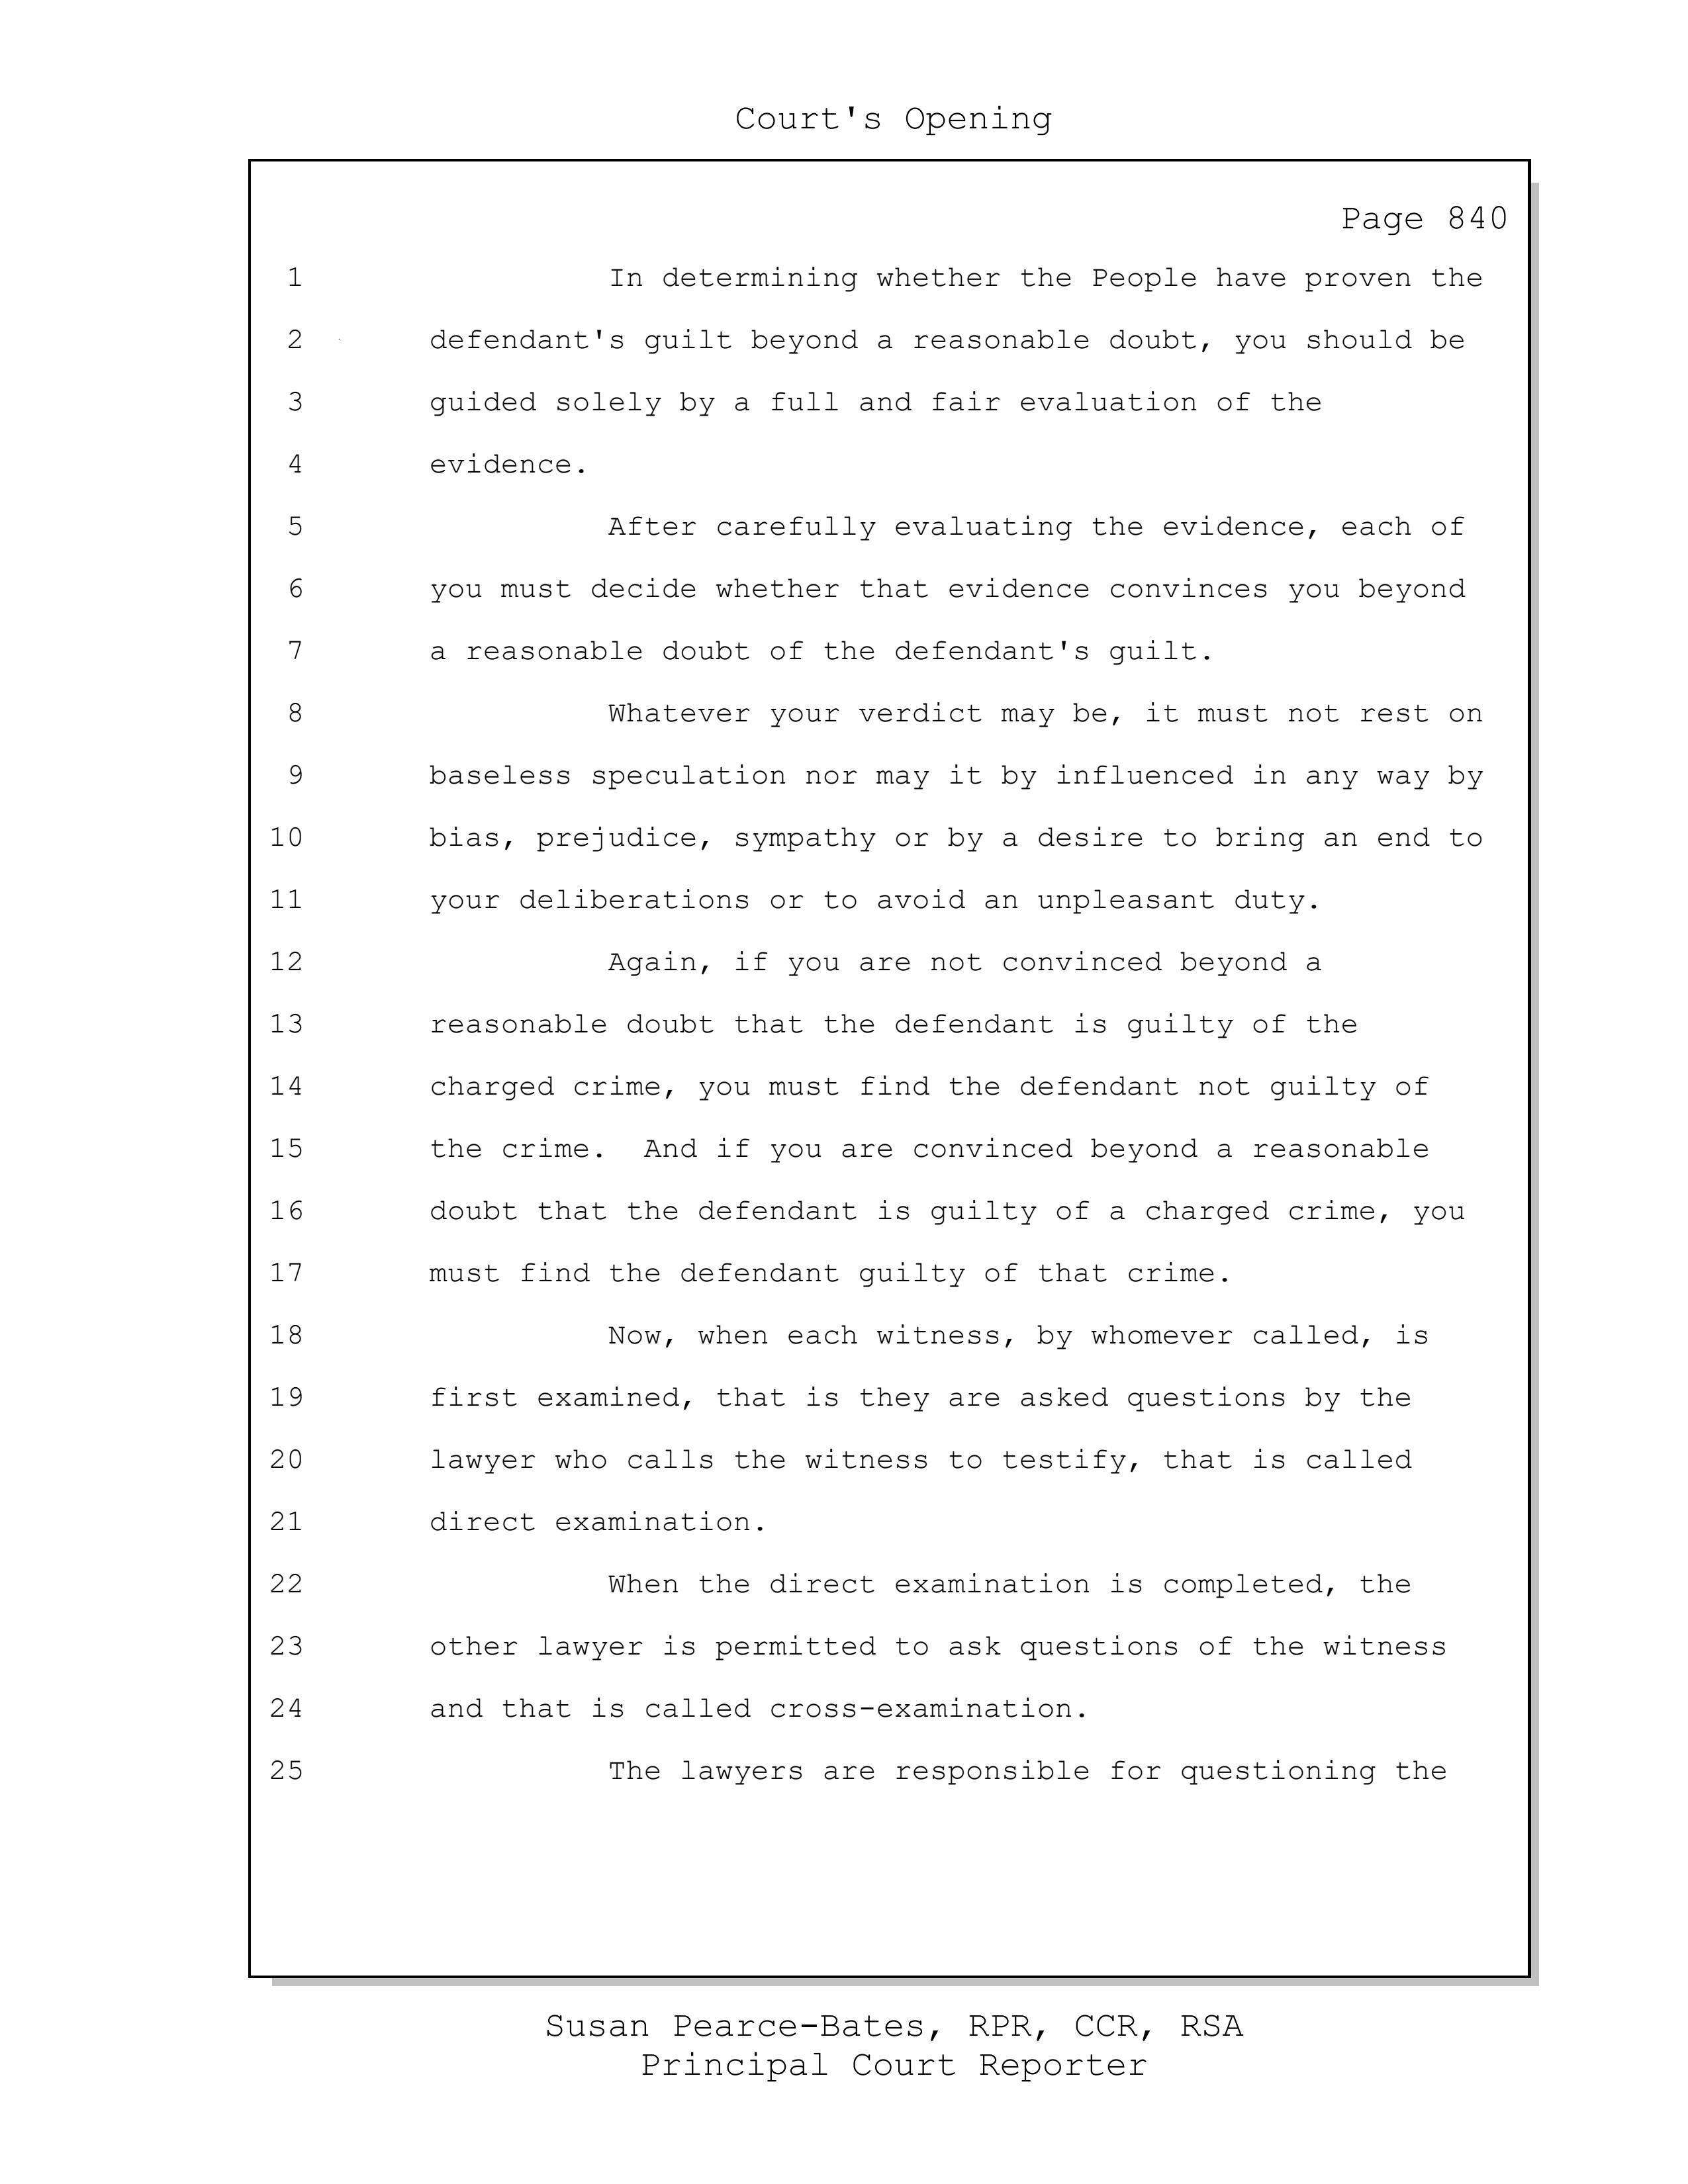 Court's Opening
Page 840
1 In determining whether the People have proven the
2 defendant's guilt beyond a reasonable doubt, you should be
3 guided solely by a full and fair evaluation of the
4 evidence.
5 After carefully evaluating the evidence, each of
6 you must decide whether that evidence convinces you beyond
7 a reasonable doubt of the defendant's guilt.
8 Whatever your verdict may be, it must not rest on
9 baseless speculation nor may it by influenced in any way by
10 bias, prejudice, sympathy or by a desire to bring an end to
11 your deliberations or to avoid an unpleasant duty.
12 Again, if you are not convinced beyond a
13 reasonable doubt that the defendant is guilty of the
14 charged crime, you must find the defendant not guilty of
15 the crime.  And if you are convinced beyond a reasonable
16 doubt that the defendant is guilty of a charged crime, you
17 must find the defendant guilty of that crime.
18 Now, when each witness, by whomever called, is
19 first examined, that is they are asked questions by the
20 lawyer who calls the witness to testify, that is called
21 direct examination.
22 When the direct examination is completed, the
23 other lawyer is permitted to ask questions of the witness
24 and that is called cross-examination.
25 The lawyers are responsible for questioning the
Susan Pearce-Bates, RPR, CCR, RSA
Principal Court Reporter